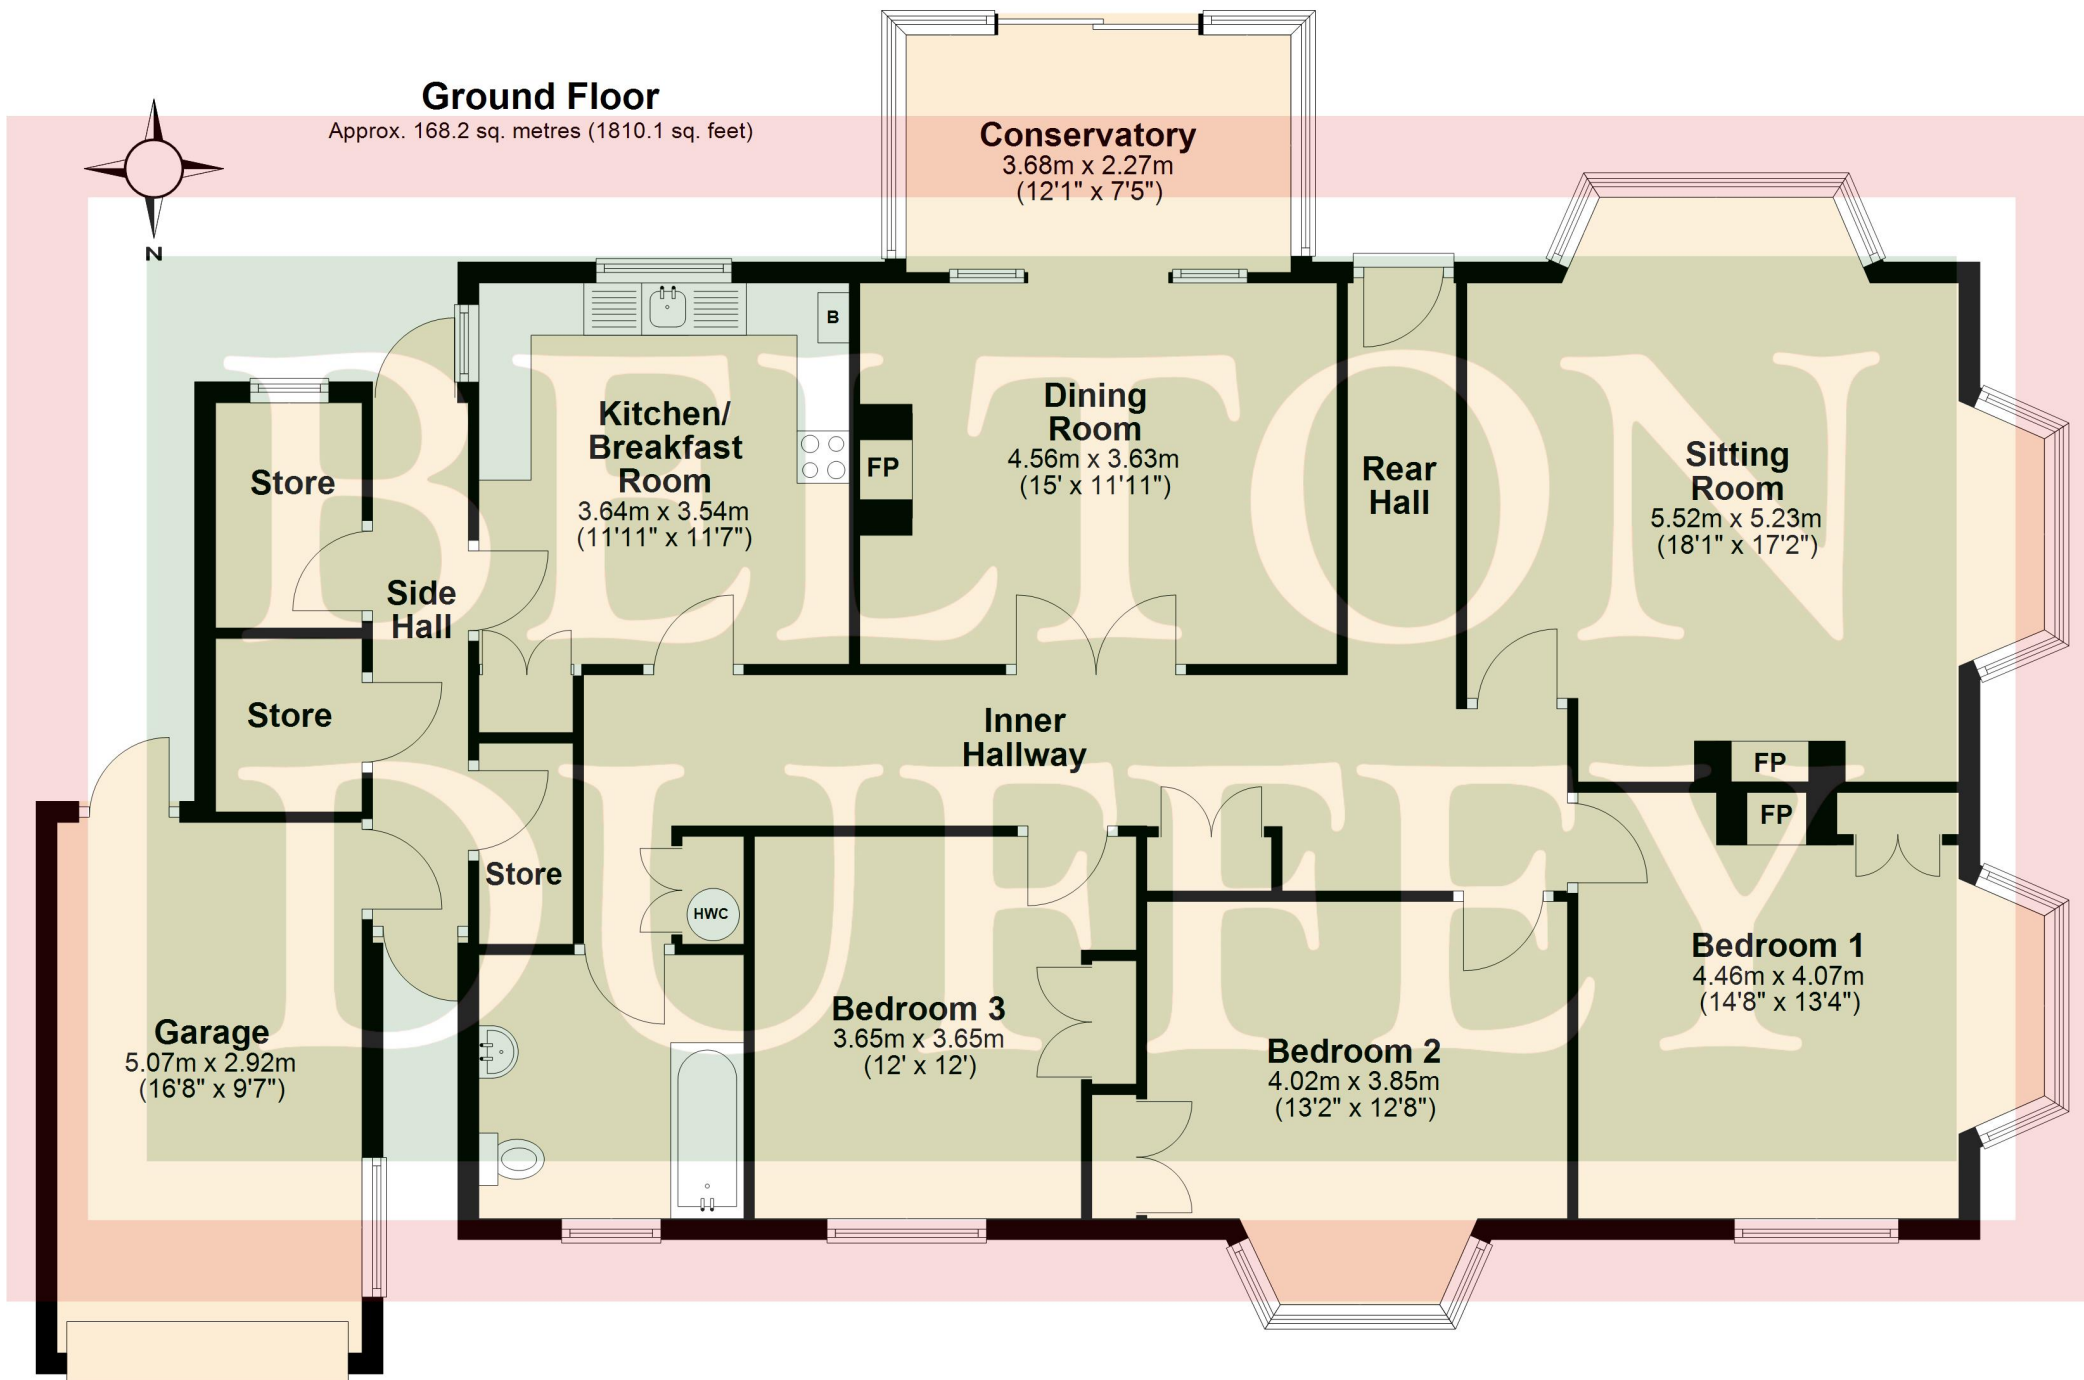 Ground Floor
Approx. 168.2 sq. metres (1810.1 sq. feet)
N
Conservatory
3.68m x 2.27m
(12'1" x 7'5")
B
Kitchen/
Breakfast
Room
3.64m x 3.54m
(11'11" x 11'7")
Dining
Room
4.56m x 3.63m
(15' x 11'11")
FP
Rear
Hall
Sitting
Room
5.52m x 5.23m
(18'1" x 17'2")
Store
Side
Hall
Store
Inner
Hallway
FP
FP
Store
HWC
Bedroom 1
4.46m x 4.07m
(14'8" x 13'4")
Bedroom 3
3.65m x 3.65m
(12' x 12')
Bedroom 2
4.02m x 3.85m
(13'2" x 12'8")
Garage
5.07m x 2.92m
(16'8" x 9'7")
BELTON
DUFFEY